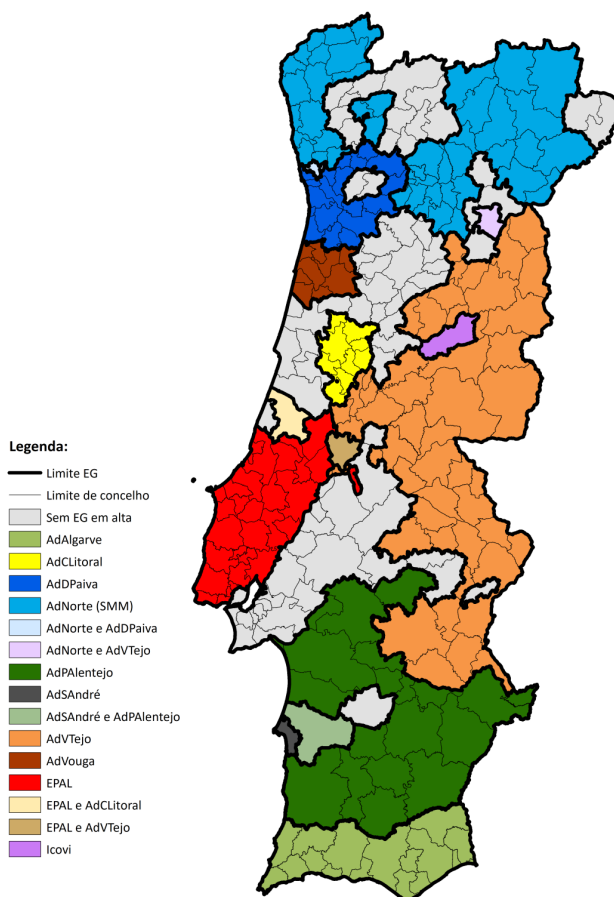 Legenda:
Limite EG
Limite de concelho
Sem EG em alta
AdAlgarve
AdCLitoral
AdDPaiva
AdNorte (SMM)
AdNorte e AdDPaiva
AdNorte e AdVTejo
AdPAlentejo
AdSAndré
AdSAndré e AdPAlentejo
AdVTejo
AdVouga
EPAL
EPAL e AdCLitoral
EPAL e AdVTejo
Icovi